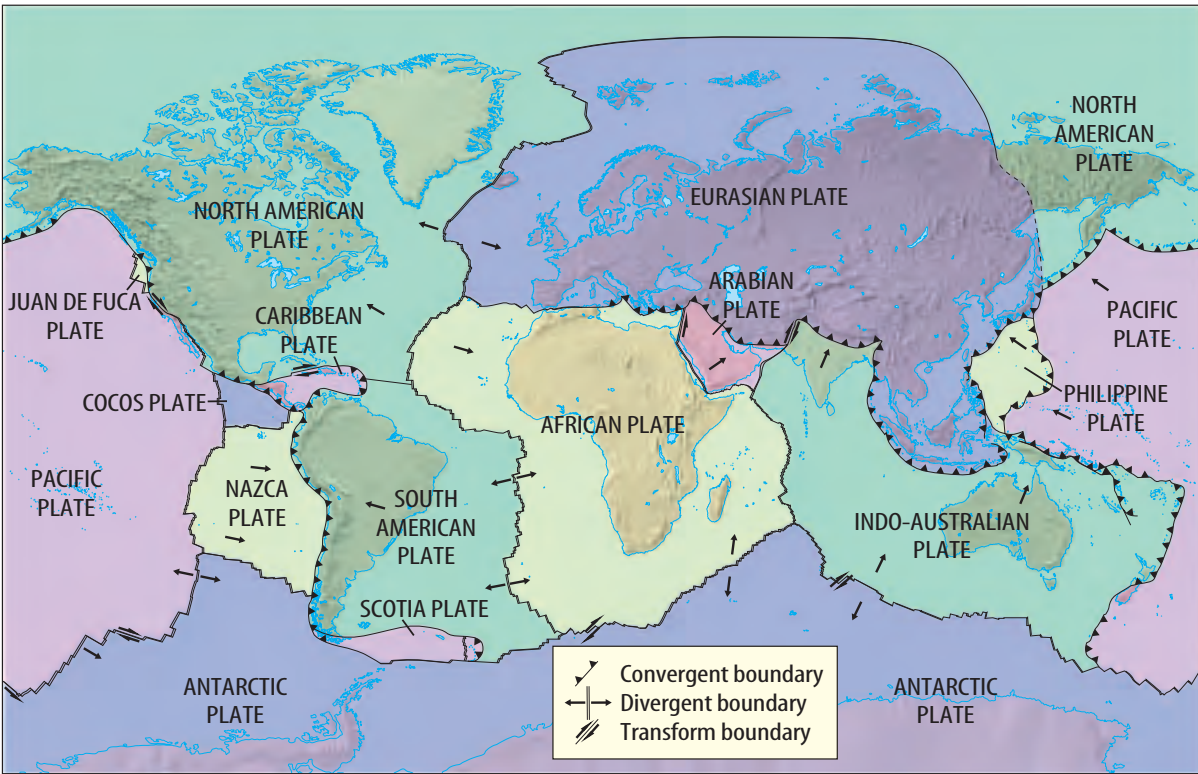 NORTH
AMERICAN
PLATE
EURASIAN PLATE
NORTH AMERICAN
PLATE
ARABIAN
PLATE
JUAN DE FUCA
PLATE
CARIBBEAN
PLATE
PACIFIC
PLATE
COCOS PLATE
PHILIPPINE
PLATE
AFRICAN PLATE
PACIFIC
PLATE
NAZCA
PLATE
SOUTH
AMERICAN
PLATE
INDO-AUSTRALIAN
PLATE
SCOTIA PLATE
ANTARCTIC
PLATE
Convergent boundary
Divergent boundary
Transform boundary
ANTARCTIC
PLATE